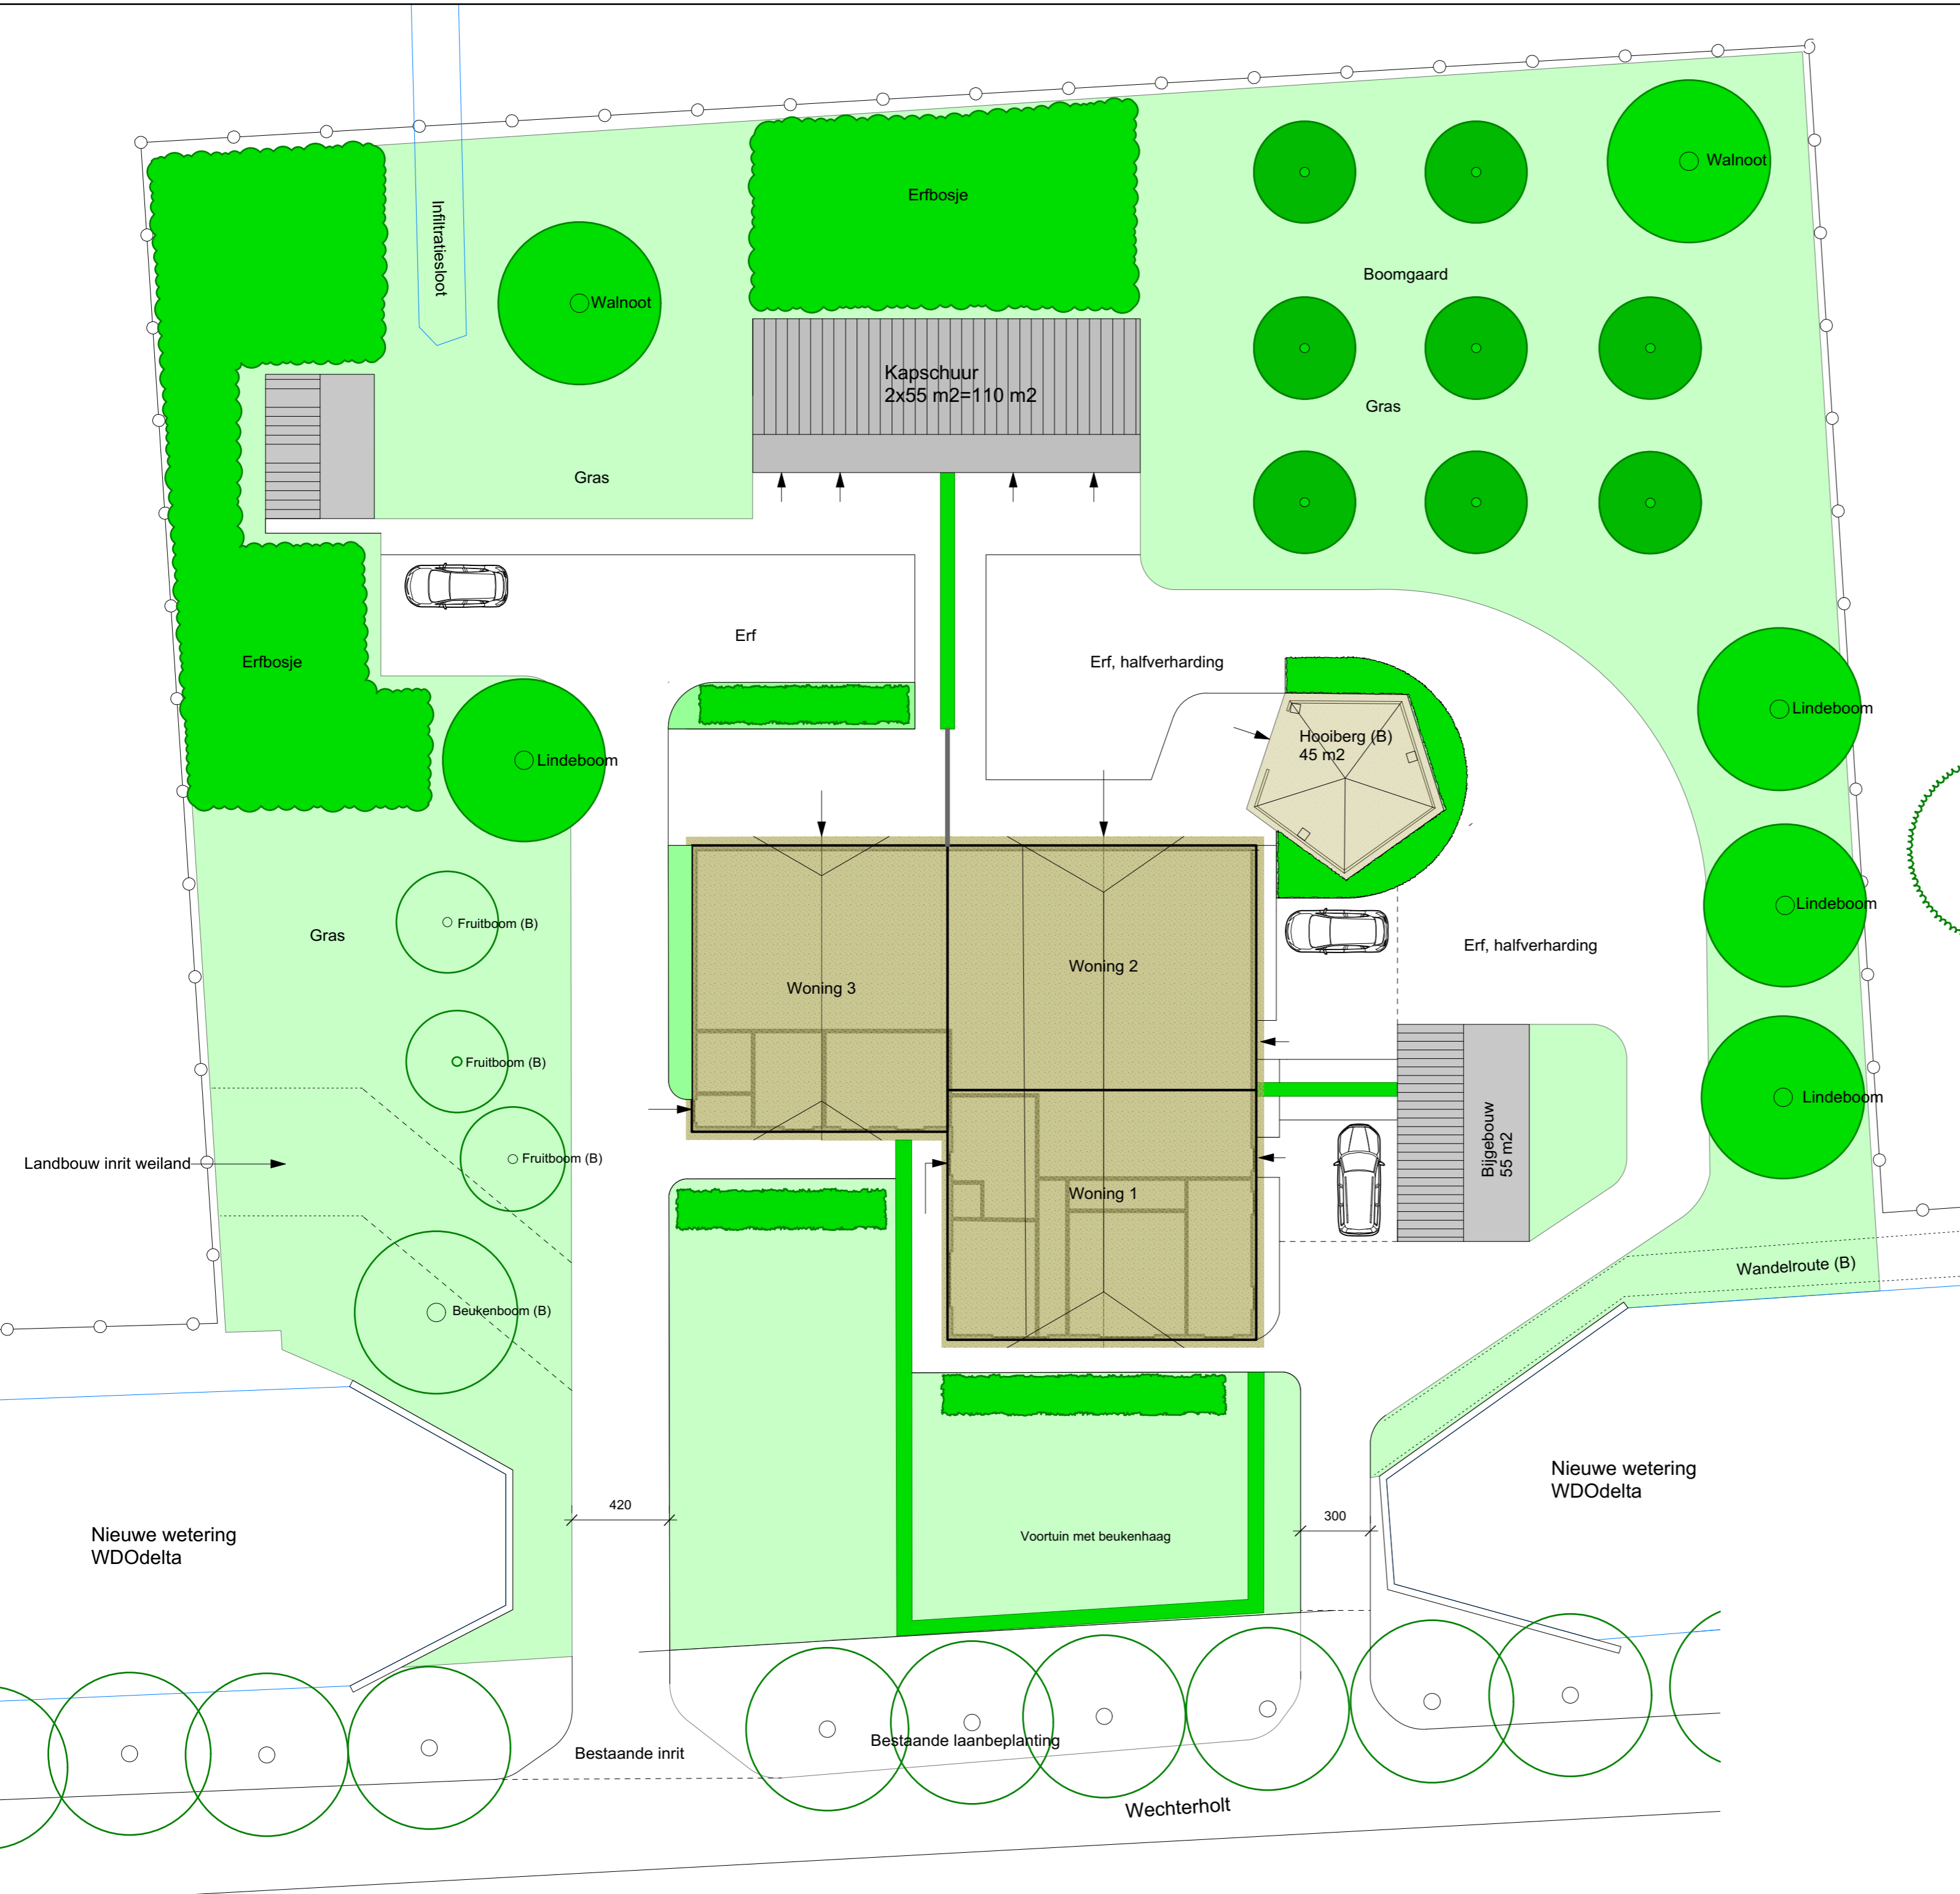 Walnoot
Erfbosje
Infiltratiesloot
Boomgaard
Walnoot
Kapschuur
2x55 m2=110 m2
Gras
Gras
Erf
Erfbosje
Erf, halfverharding
Lindeboom
Hooiberg (B)
45 m2
Lindeboom
Lindeboom
Fruitboom (B)
Gras
Erf, halfverharding
Woning 2
Woning 3
Fruitboom (B)
Lindeboom
Bijgebouw
55 m2
Fruitboom (B)
Landbouw inrit weiland
Woning 1
Wandelroute (B)
Beukenboom (B)
Nieuwe wetering
WDOdelta
420
300
Nieuwe wetering
WDOdelta
Voortuin met beukenhaag
Bestaande laanbeplanting
Bestaande inrit
Wechterholt